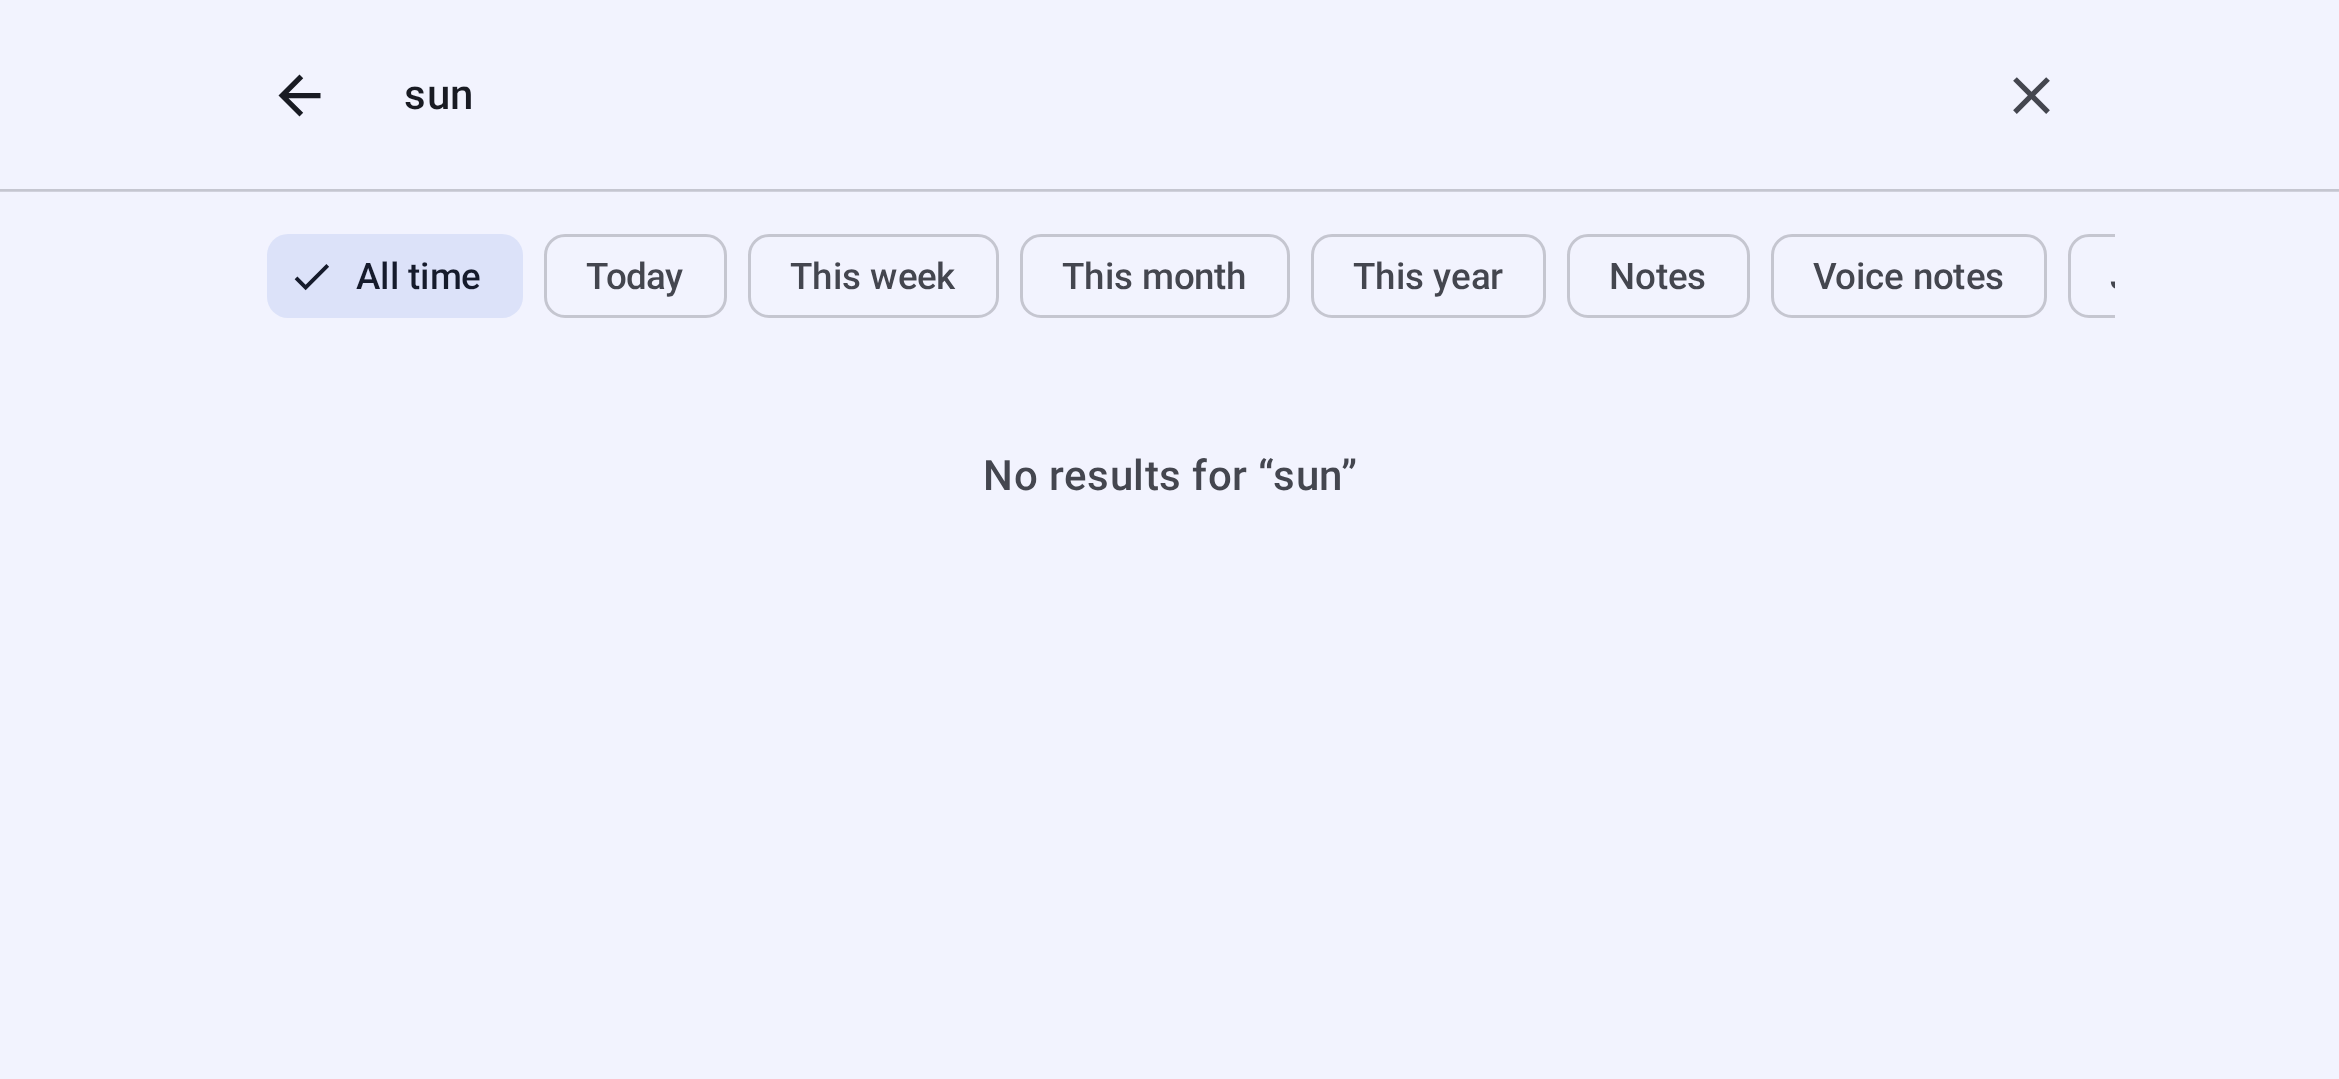 sun
All time
Today
This week
This month
This year
Notes
Voice notes
No results for “sun”